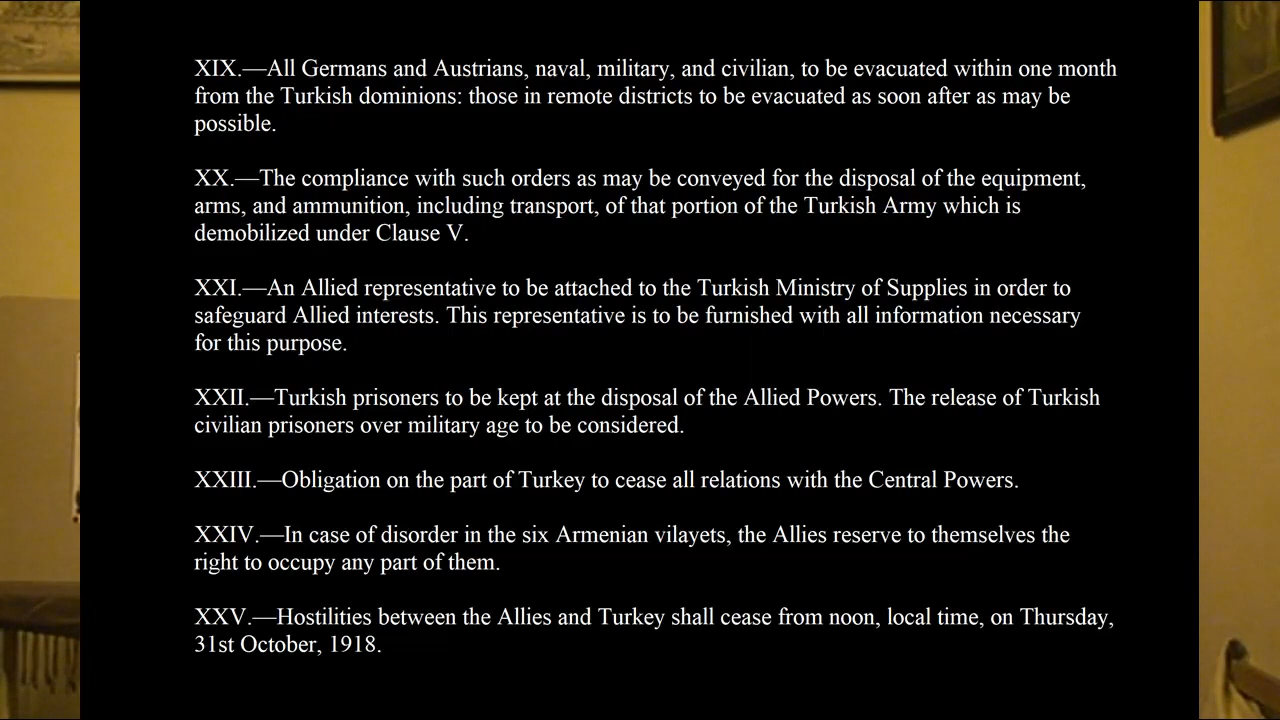 XIX.—All Germans and Austrians, naval, military, and civilian, to be evacuated within one month
from the Turkish dominions: those in remote districts to be evacuated as soon after as may be
possible.
XX.—The compliance with such orders as may be conveyed for the disposal of the equipment,
arms, and ammunition, including transport, of that portion of the Turkish Army which is
demobilized under Clause V.
XXI.—An Allied representative to be attached to the Turkish Ministry of Supplies in order to
safeguard Allied interests. This representative is to be furnished with all information necessary
for this purpose.
XXII.—Turkish prisoners to be kept at the disposal of the Allied Powers. The release of Turkish
civilian prisoners over military age to be considered.
XXIII.—Obligation on the part of Turkey to cease all relations with the Central Powers.
XXIV.—In case of disorder in the six Armenian vilayets, the Allies reserve to themselves the
right to occupy any part of them.
XXV.—Hostilities between the Allies and Turkey shall cease from noon, local time, on Thursday,
31st October, 1918.